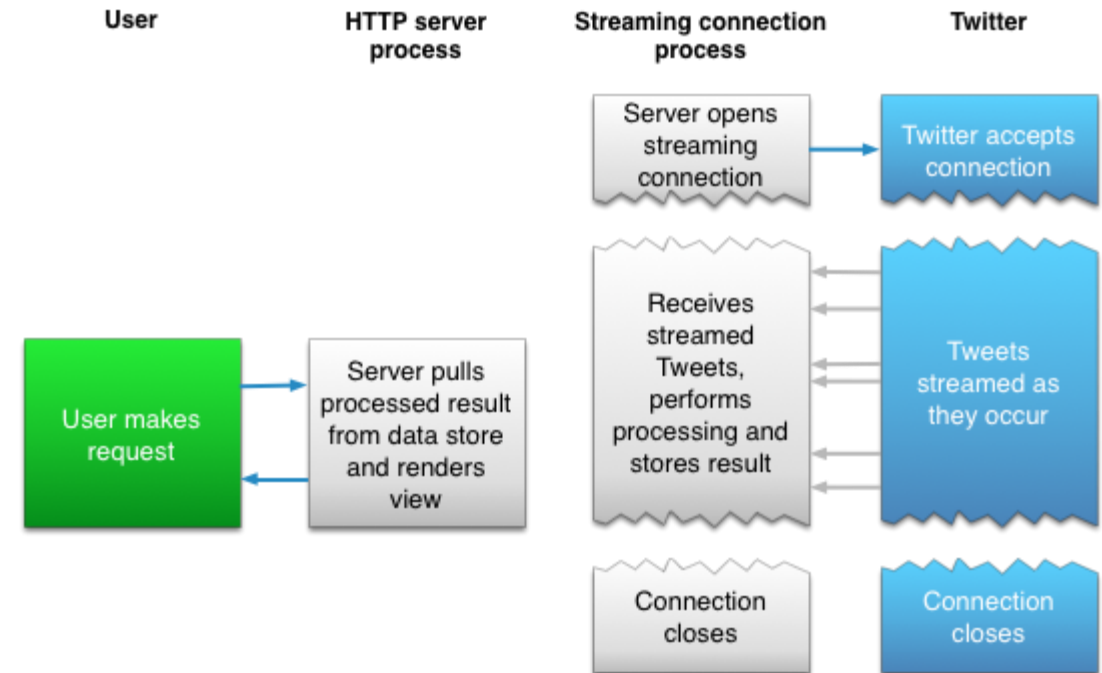 User
HTTP server
process
Streaming connection
process
Twitter
Server opens
streaming
connection
Twitter accepts
connection
User makes
request
Server pulls
processed result
from data store
and renders
view
Receives
streamed
Tweets,
performs
processing and
stores result
Tweets
streamed as
they occur
Connection
closes
Connection
closes